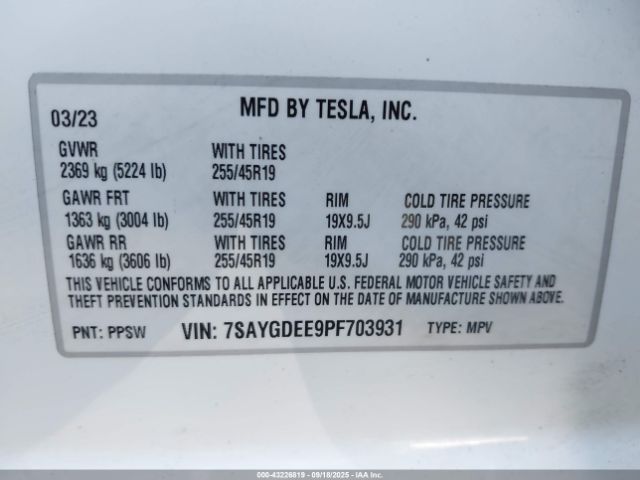 03/23 MFD BY TESLA, INC.
GVWR WITH TIRES
2369 kg (5224 lb) 255/45R19
GAWR FRT WITH TIRES RIM COLD TIRE PRESSURE
1363 kg (3004 lb) 255/45R19 19X9.5J 290 kPa, 42 psi
GAWR RR WITH TIRES RIM COLD TIRE PRESSURE
1636 kg (3606 lb) 255/45R19 19X9.5J 290 kPa, 42 psi
THIS VEHICLE CONFORMS TO ALL APPLICABLE U.S. FEDERAL MOTOR VEHICLE SAFETY AND
THEFT PREVENTION STANDARDS IN EFFECT ON THE DATE OF MANUFACTURE SHOWN ABOVE.
PNT: PPSW VIN: 7SAYGDEE9PF703931 TYPE: MPV
000-43226819 - 09/18/2025 - IAA, Inc.